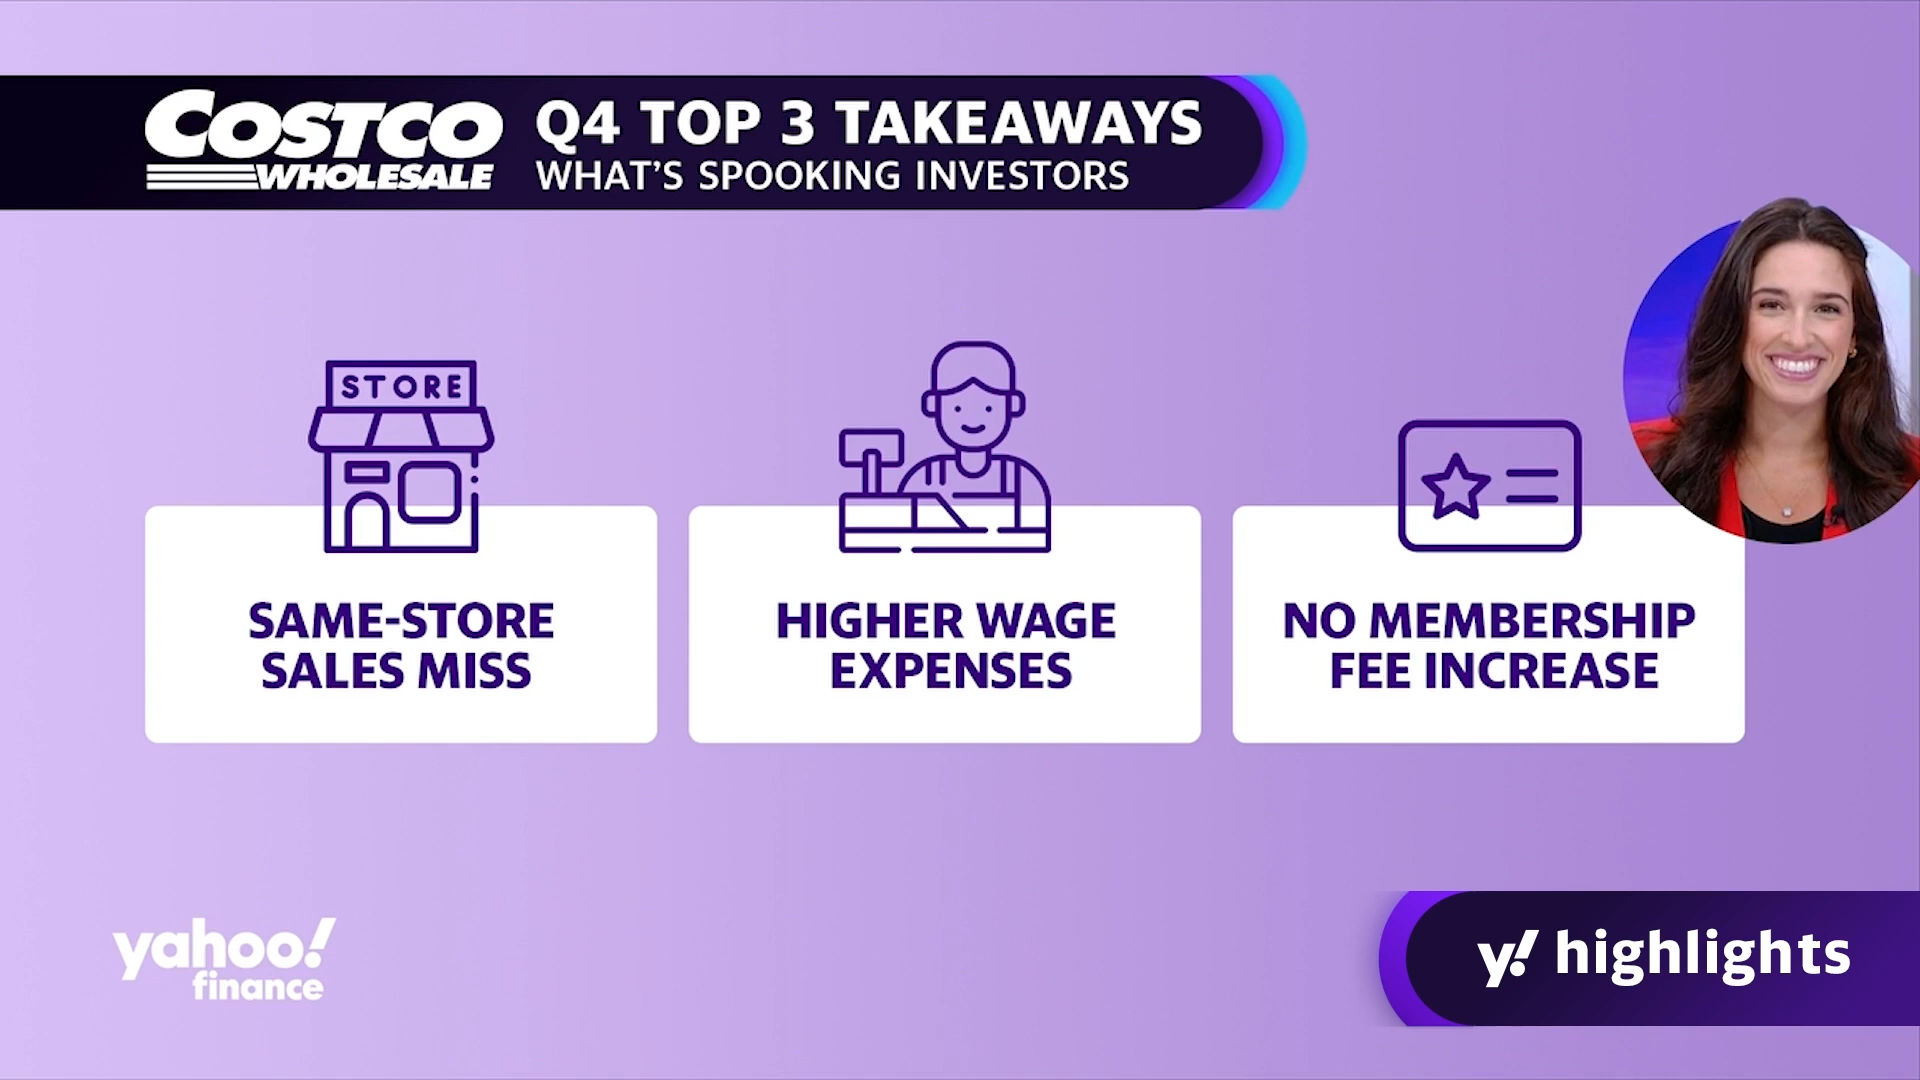 COSTCO
WHOLESALE
Q4 TOP 3 TAKEAWAYS
WHAT'S SPOOKING INVESTORS
STORE
SAME-STORE
SALES MISS
HIGHER WAGE
EXPENSES
NO MEMBERSHIP
FEE INCREASE
yahoo!
finance
y! highlights